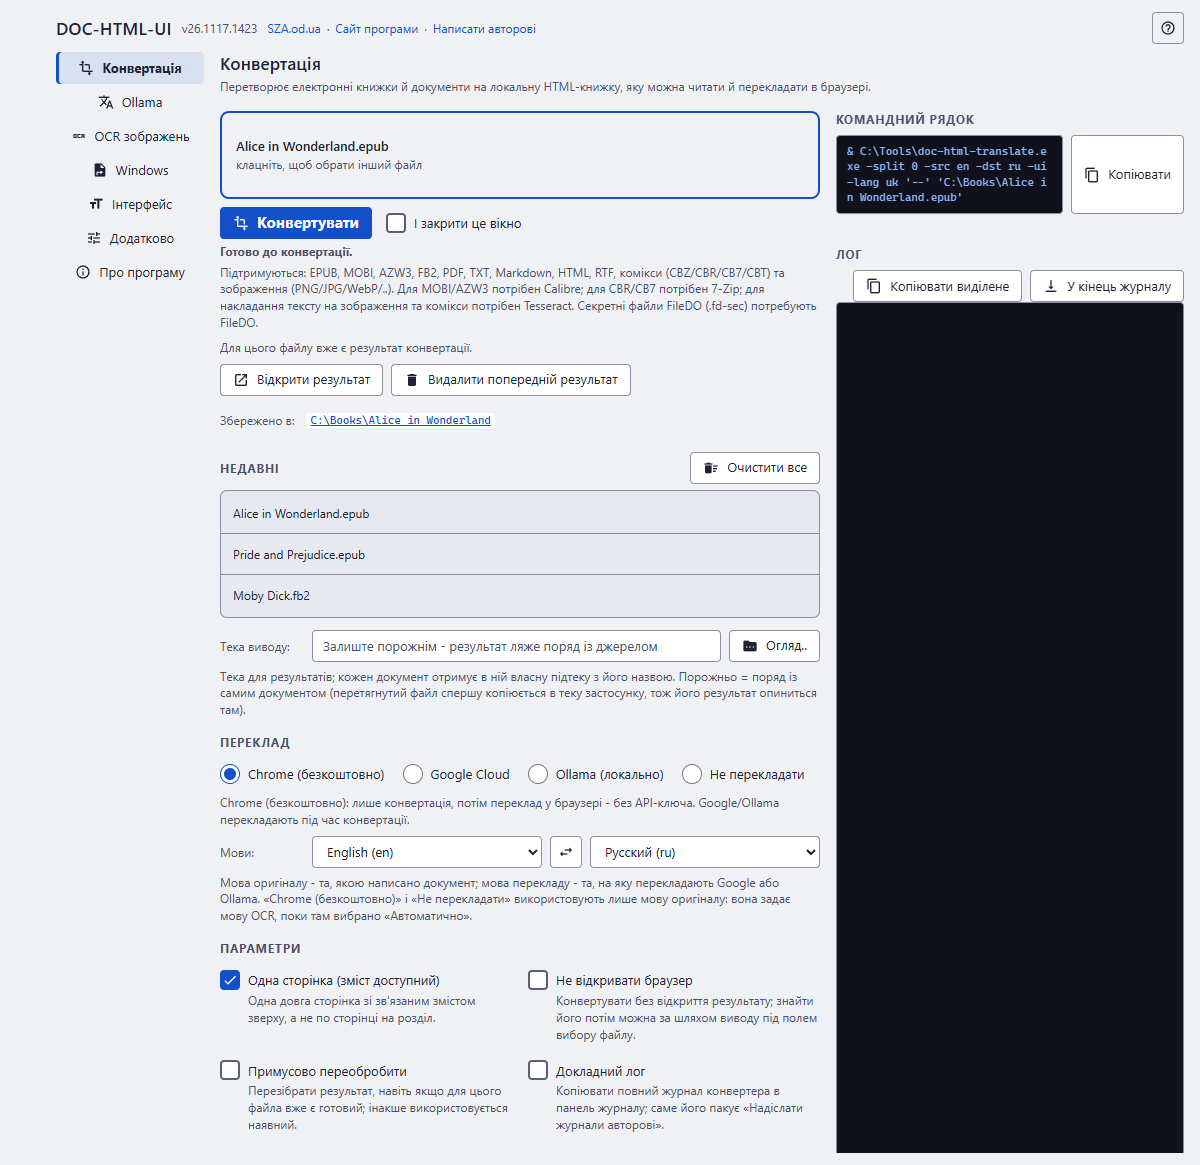 DOC-HTML-UI v26.1117.1423 SZA.od.ua · Сайт програми · Написати авторові
Конвертація
Ollama
OCR зображень
Windows
Інтерфейс
Додатково
Про програму
Конвертація
Перетворює електронні книжки й документи на локальну HTML-книжку, яку можна читати й перекладати в браузері.
Alice in Wonderland.epub
клацніть, щоб обрати інший файл
Конвертувати
І закрити це вікно
Готово до конвертації.
Підтримуються: EPUB, MOBI, AZW3, FB2, PDF, TXT, Markdown, HTML, RTF, комікси (CBZ/CBR/CB7/CBT) та
зображення (PNG/JPG/WebP/..). Для MOBI/AZW3 потрібен Calibre; для CBR/CB7 потрібен 7-Zip; для
накладання тексту на зображення та комікси потрібен Tesseract. Секретні файли FileDO (.fd-sec) потребують
FileDO.
Для цього файлу вже є результат конвертації.
Відкрити результат
Видалити попередній результат
Збережено в: C:\Books\Alice in Wonderland
НЕДАВНІ
Очистити все
Alice in Wonderland.epub
Pride and Prejudice.epub
Moby Dick.fb2
Тека виводу: Залиште порожнім - результат ляже поряд із джерелом Огляд..
Тека для результатів; кожен документ отримує в ній власну підтеку з його назвою. Порожньо = поряд із
самим документом (перетягнутий файл спершу копіюється в теку застосунку, тож його результат опиниться
там).
ПЕРЕКЛАД
Chrome (безкоштовно) Google Cloud Ollama (локально) Не перекладати
Chrome (безкоштовно): лише конвертація, потім переклад у браузері - без API-ключа. Google/Ollama
перекладають під час конвертації.
Мови: English (en) Русский (ru)
Мова оригіналу - та, якою написано документ; мова перекладу - та, на яку перекладають Google або
Ollama. «Chrome (безкоштовно)» і «Не перекладати» використовують лише мову оригіналу: вона задає
мову OCR, поки там вибрано «Автоматично».
ПАРАМЕТРИ
Одна сторінка (зміст доступний)
Одна довга сторінка зі зв'язаним змістом
зверху, а не по сторінці на розділ.
Не відкривати браузер
Конвертувати без відкриття результату; знайти
його потім можна за шляхом виводу під полем
вибору файлу.
Примусово переобробити
Перезібрати результат, навіть якщо для цього
файла вже є готовий; інакше використовується
наявний.
Докладний лог
Копіювати повний журнал конвертера в
панель журналу; саме його пакує «Надіслати
журнали авторові».
КОМАНДНИЙ РЯДОК
& C:\Tools\doc-html-translate.e
xe -split 0 -src en -dst ru -ui
-lang uk '--' 'C:\Books\Alice i
n Wonderland.epub'
Копіювати
ЛОГ
Копіювати виділене
У кінець журналу